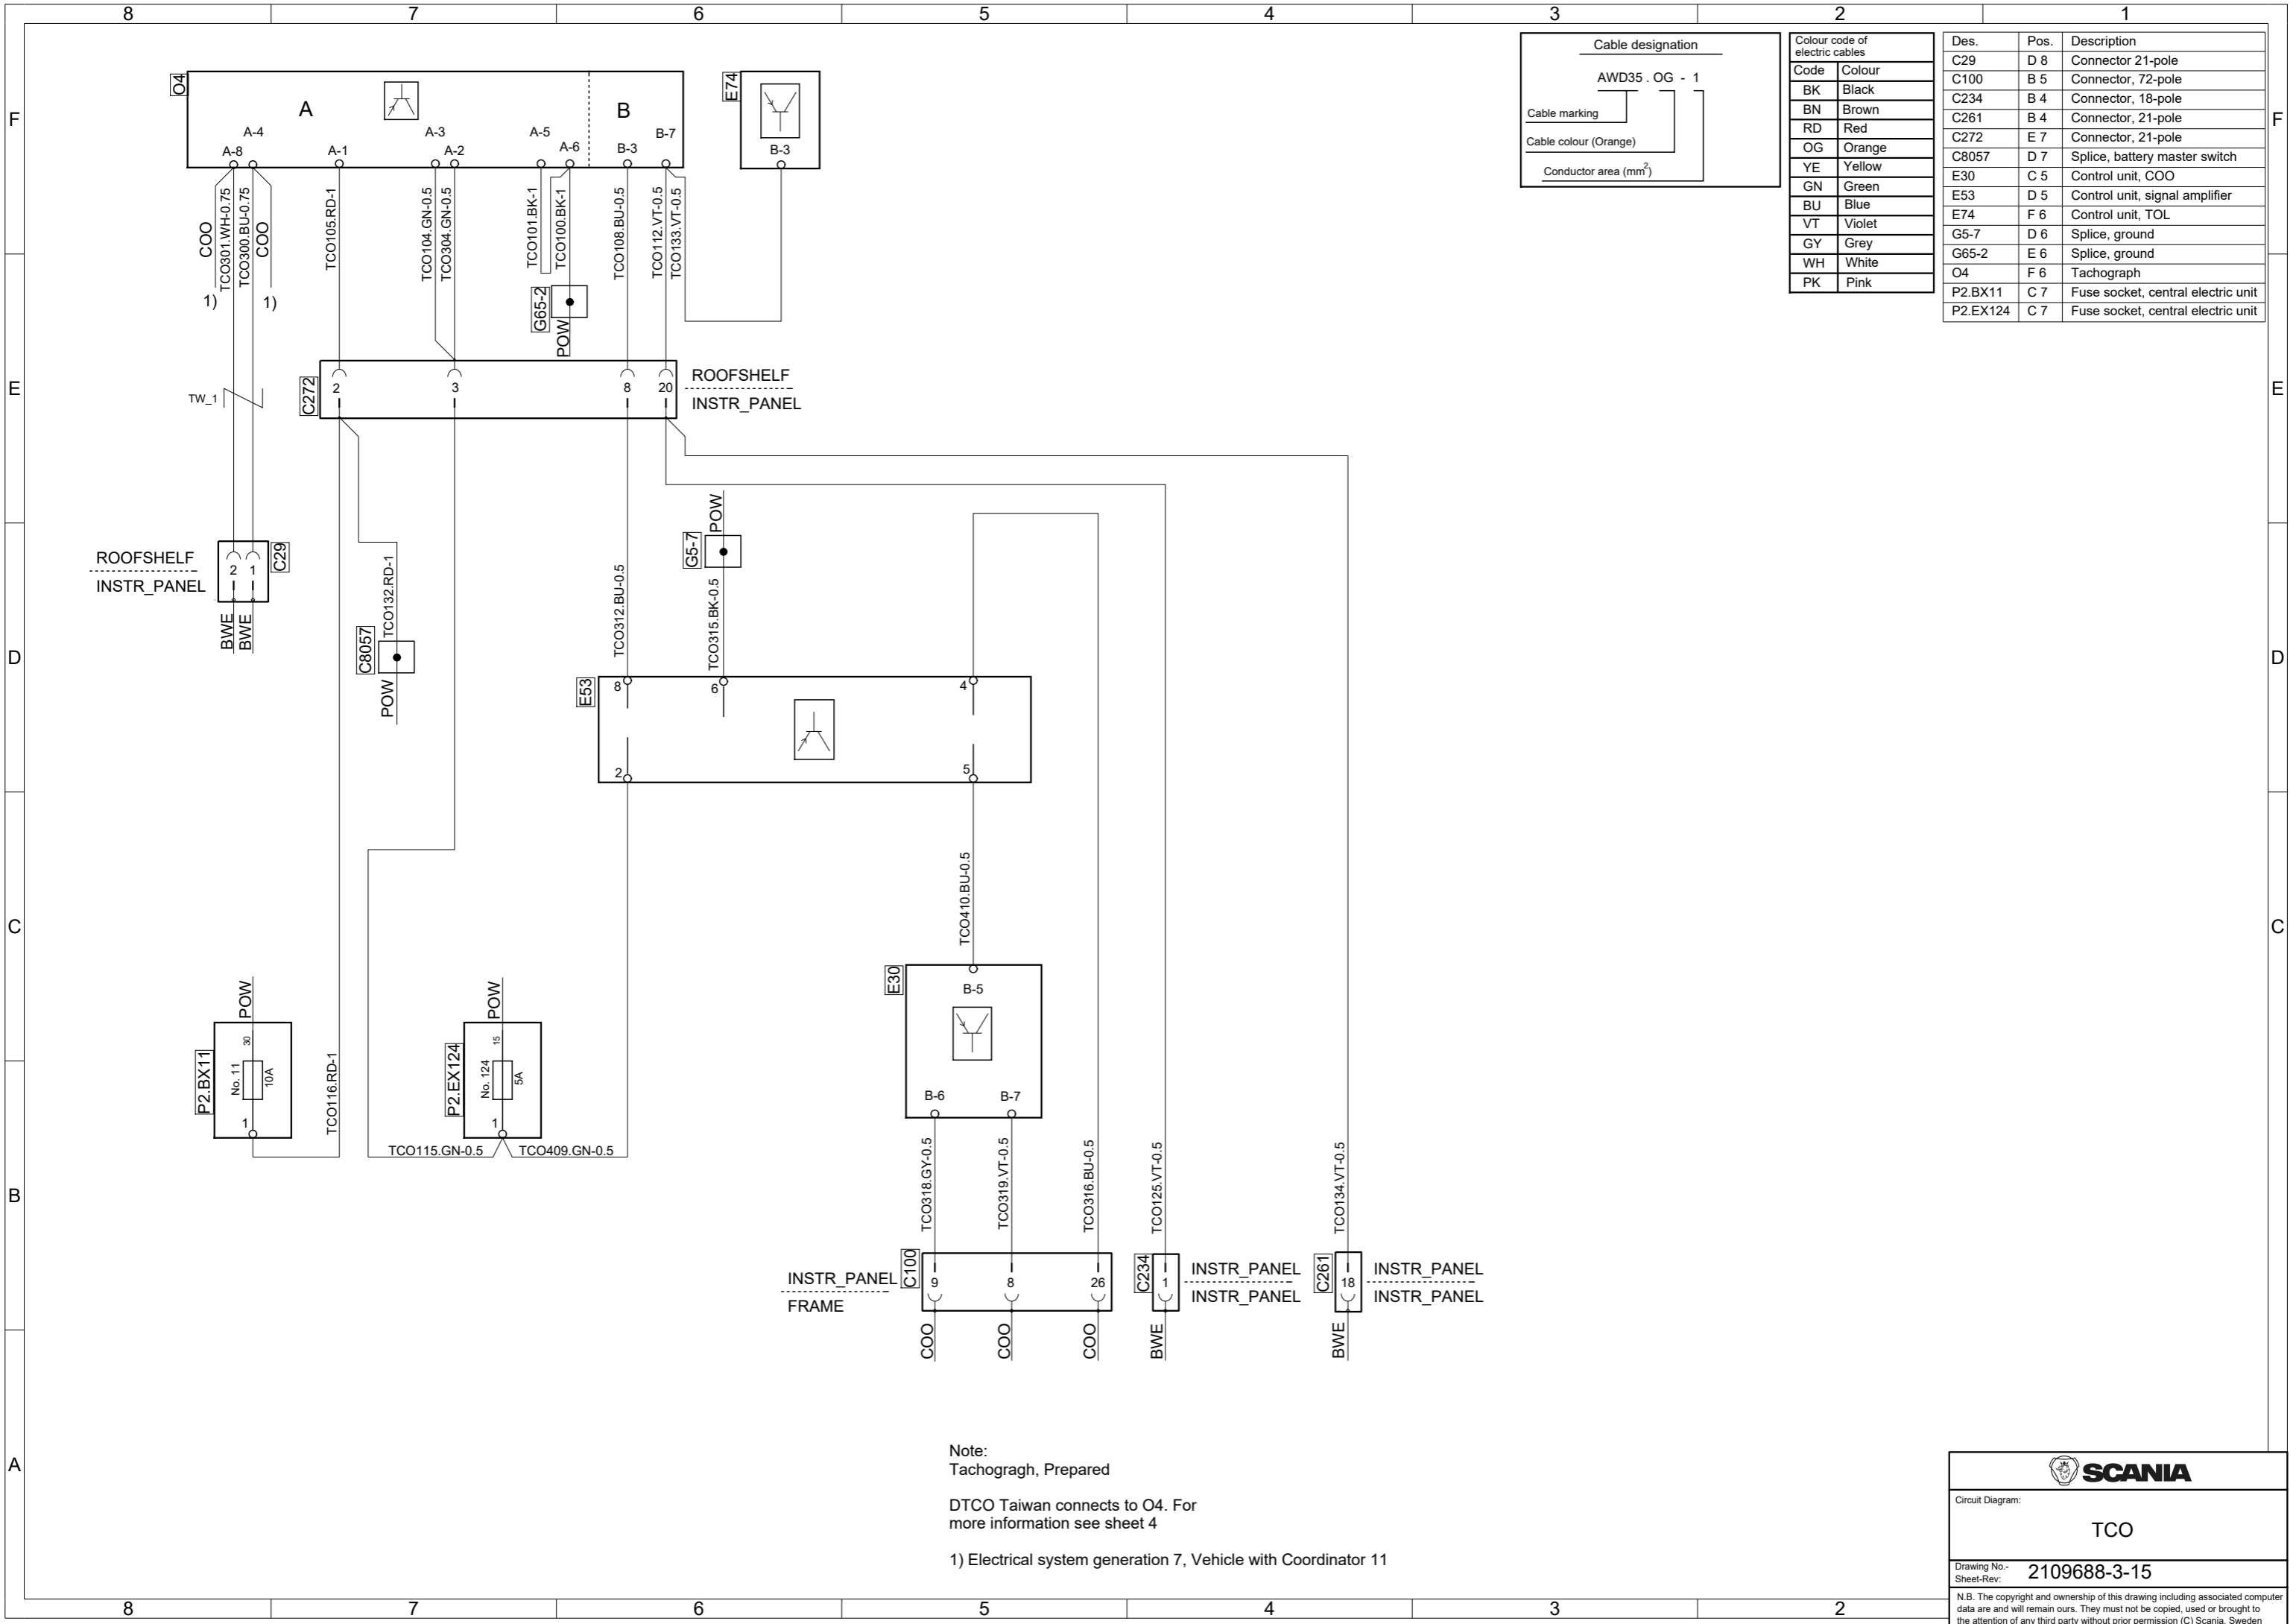 8 7 6 5 4 3 2 1
F
E
D
C
B
A
F
E
D
C
B
Cable designation
AWD35 . OG - 1
Cable marking
Cable colour (Orange)
Conductor area (mm2)
Colour code of
electric cables
Code Colour
BK Black
BN Brown
RD Red
OG Orange
YE Yellow
GN Green
BU Blue
VT Violet
GY Grey
WH White
PK Pink
Des. Pos. Description
C29 D 8 Connector 21-pole
C100 B 5 Connector, 72-pole
C234 B 4 Connector, 18-pole
C261 B 4 Connector, 21-pole
C272 E 7 Connector, 21-pole
C8057 D 7 Splice, battery master switch
E30 C 5 Control unit, COO
E53 D 5 Control unit, signal amplifier
E74 F 6 Control unit, TOL
G5-7 D 6 Splice, ground
G65-2 E 6 Splice, ground
O4 F 6 Tachograph
P2.BX11 C 7 Fuse socket, central electric unit
P2.EX124 C 7 Fuse socket, central electric unit
O4
A
B
A-4
A-8
A-1
A-3
A-2
A-5
A-6
B-3
B-7
E74
B-3
COO
TCO301.WH-0.75
TCO300.BU-0.75
COO
1)
1)
TCO105.RD-1
TCO104.GN-0.5
TCO304.GN-0.5
TCO101.BK-1
TCO100.BK-1
TCO108.BU-0.5
TCO112.VT-0.5
TCO133.VT-0.5
G65-2
POW
TW_1
C272
2 3 8 20
ROOFSHELF
INSTR_PANEL
ROOFSHELF
INSTR_PANEL
2 1
C29
BWE
BWE
TCO132.RD-1
C8057
POW
TCO312.BU-0.5
POW
G5-7
TCO315.BK-0.5
E53
8 6 4
2 5
TCO410.BU-0.5
E30
B-5
B-6 B-7
POW
P2.BX11
30
No. 11
10A
1
TCO116.RD-1
POW
P2.EX124
15
No. 124
5A
1
TCO115.GN-0.5 TCO409.GN-0.5
TCO318.GY-0.5
TCO319.VT-0.5
TCO316.BU-0.5
TCO125.VT-0.5
TCO134.VT-0.5
INSTR_PANEL
FRAME
C100
9 8 26
COO
COO
COO
C234
1
INSTR_PANEL
INSTR_PANEL
BWE
C261
18
INSTR_PANEL
INSTR_PANEL
BWE
Note:
Tachogragh, Prepared
DTCO Taiwan connects to O4. For
more information see sheet 4
1) Electrical system generation 7, Vehicle with Coordinator 11
SCANIA
Circuit Diagram:
TCO
Drawing No.-
Sheet-Rev:
2109688-3-15
N.B. The copyright and ownership of this drawing including associated computer
data are and will remain ours. They must not be copied, used or brought to
the attention of any third party without prior permission (C) Scania, Sweden
8 7 6 5 4 3 2